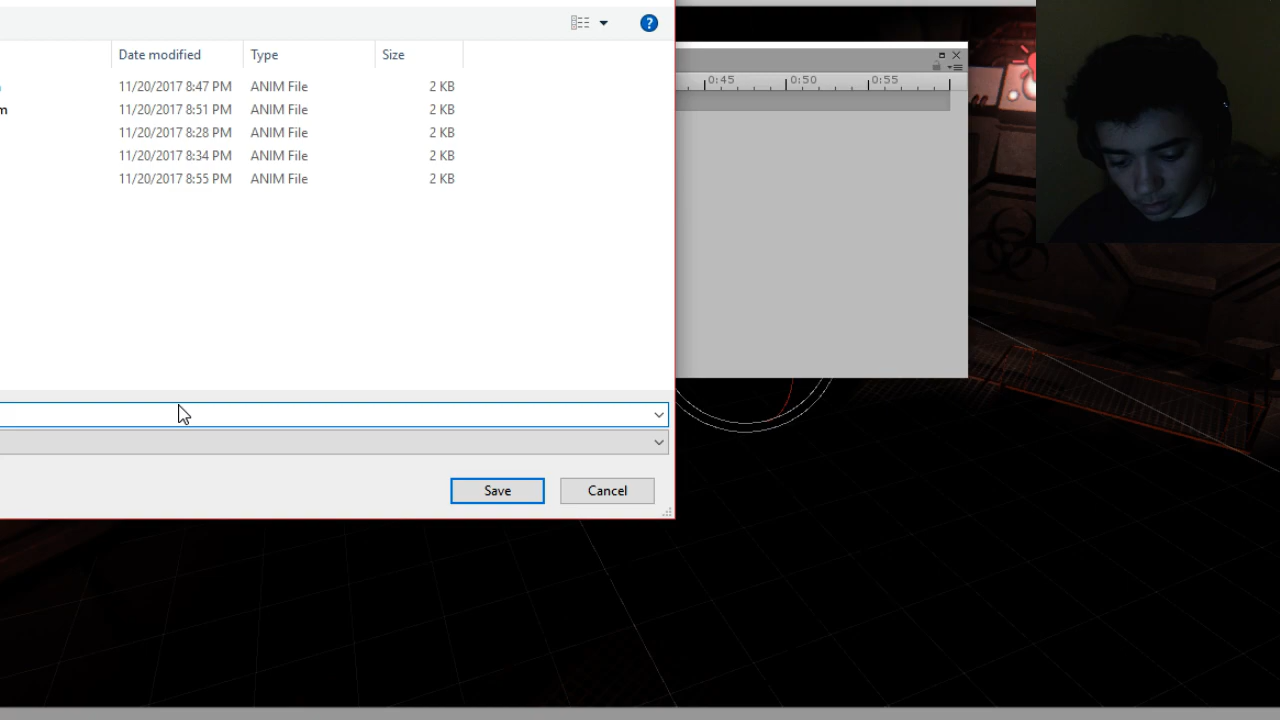 Date modified Type Size
11/20/2017 8:47 PM ANIM File 2 KB
m 11/20/2017 8:51 PM ANIM File 2 KB
11/20/2017 8:28 PM ANIM File 2 KB
11/20/2017 8:34 PM ANIM File 2 KB
11/20/2017 8:55 PM ANIM File 2 KB
0:45 0:50 0:55
Save Cancel